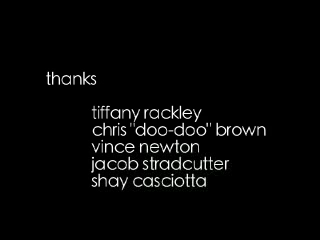 thanks
tiffany rackley
chris "doo-doo" brown
vince newton
jacob stradcutter
shay casciotta